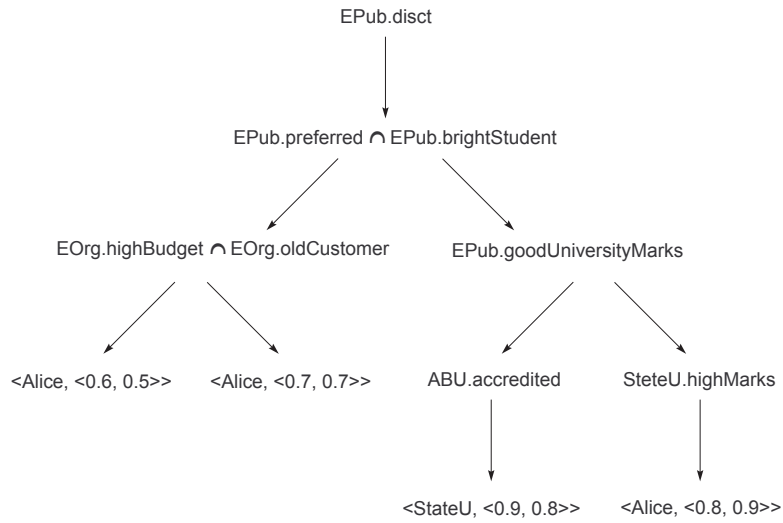 EPub.disct
EPub.preferred ∩ EPub.brightStudent
EOrg.highBudget ∩ EOrg.oldCustomer
EPub.goodUniversityMarks
<Alice, <0.6, 0.5>>
<Alice, <0.7, 0.7>>
ABU.accredited
SteteU.highMarks
<StateU, <0.9, 0.8>>
<Alice, <0.8, 0.9>>